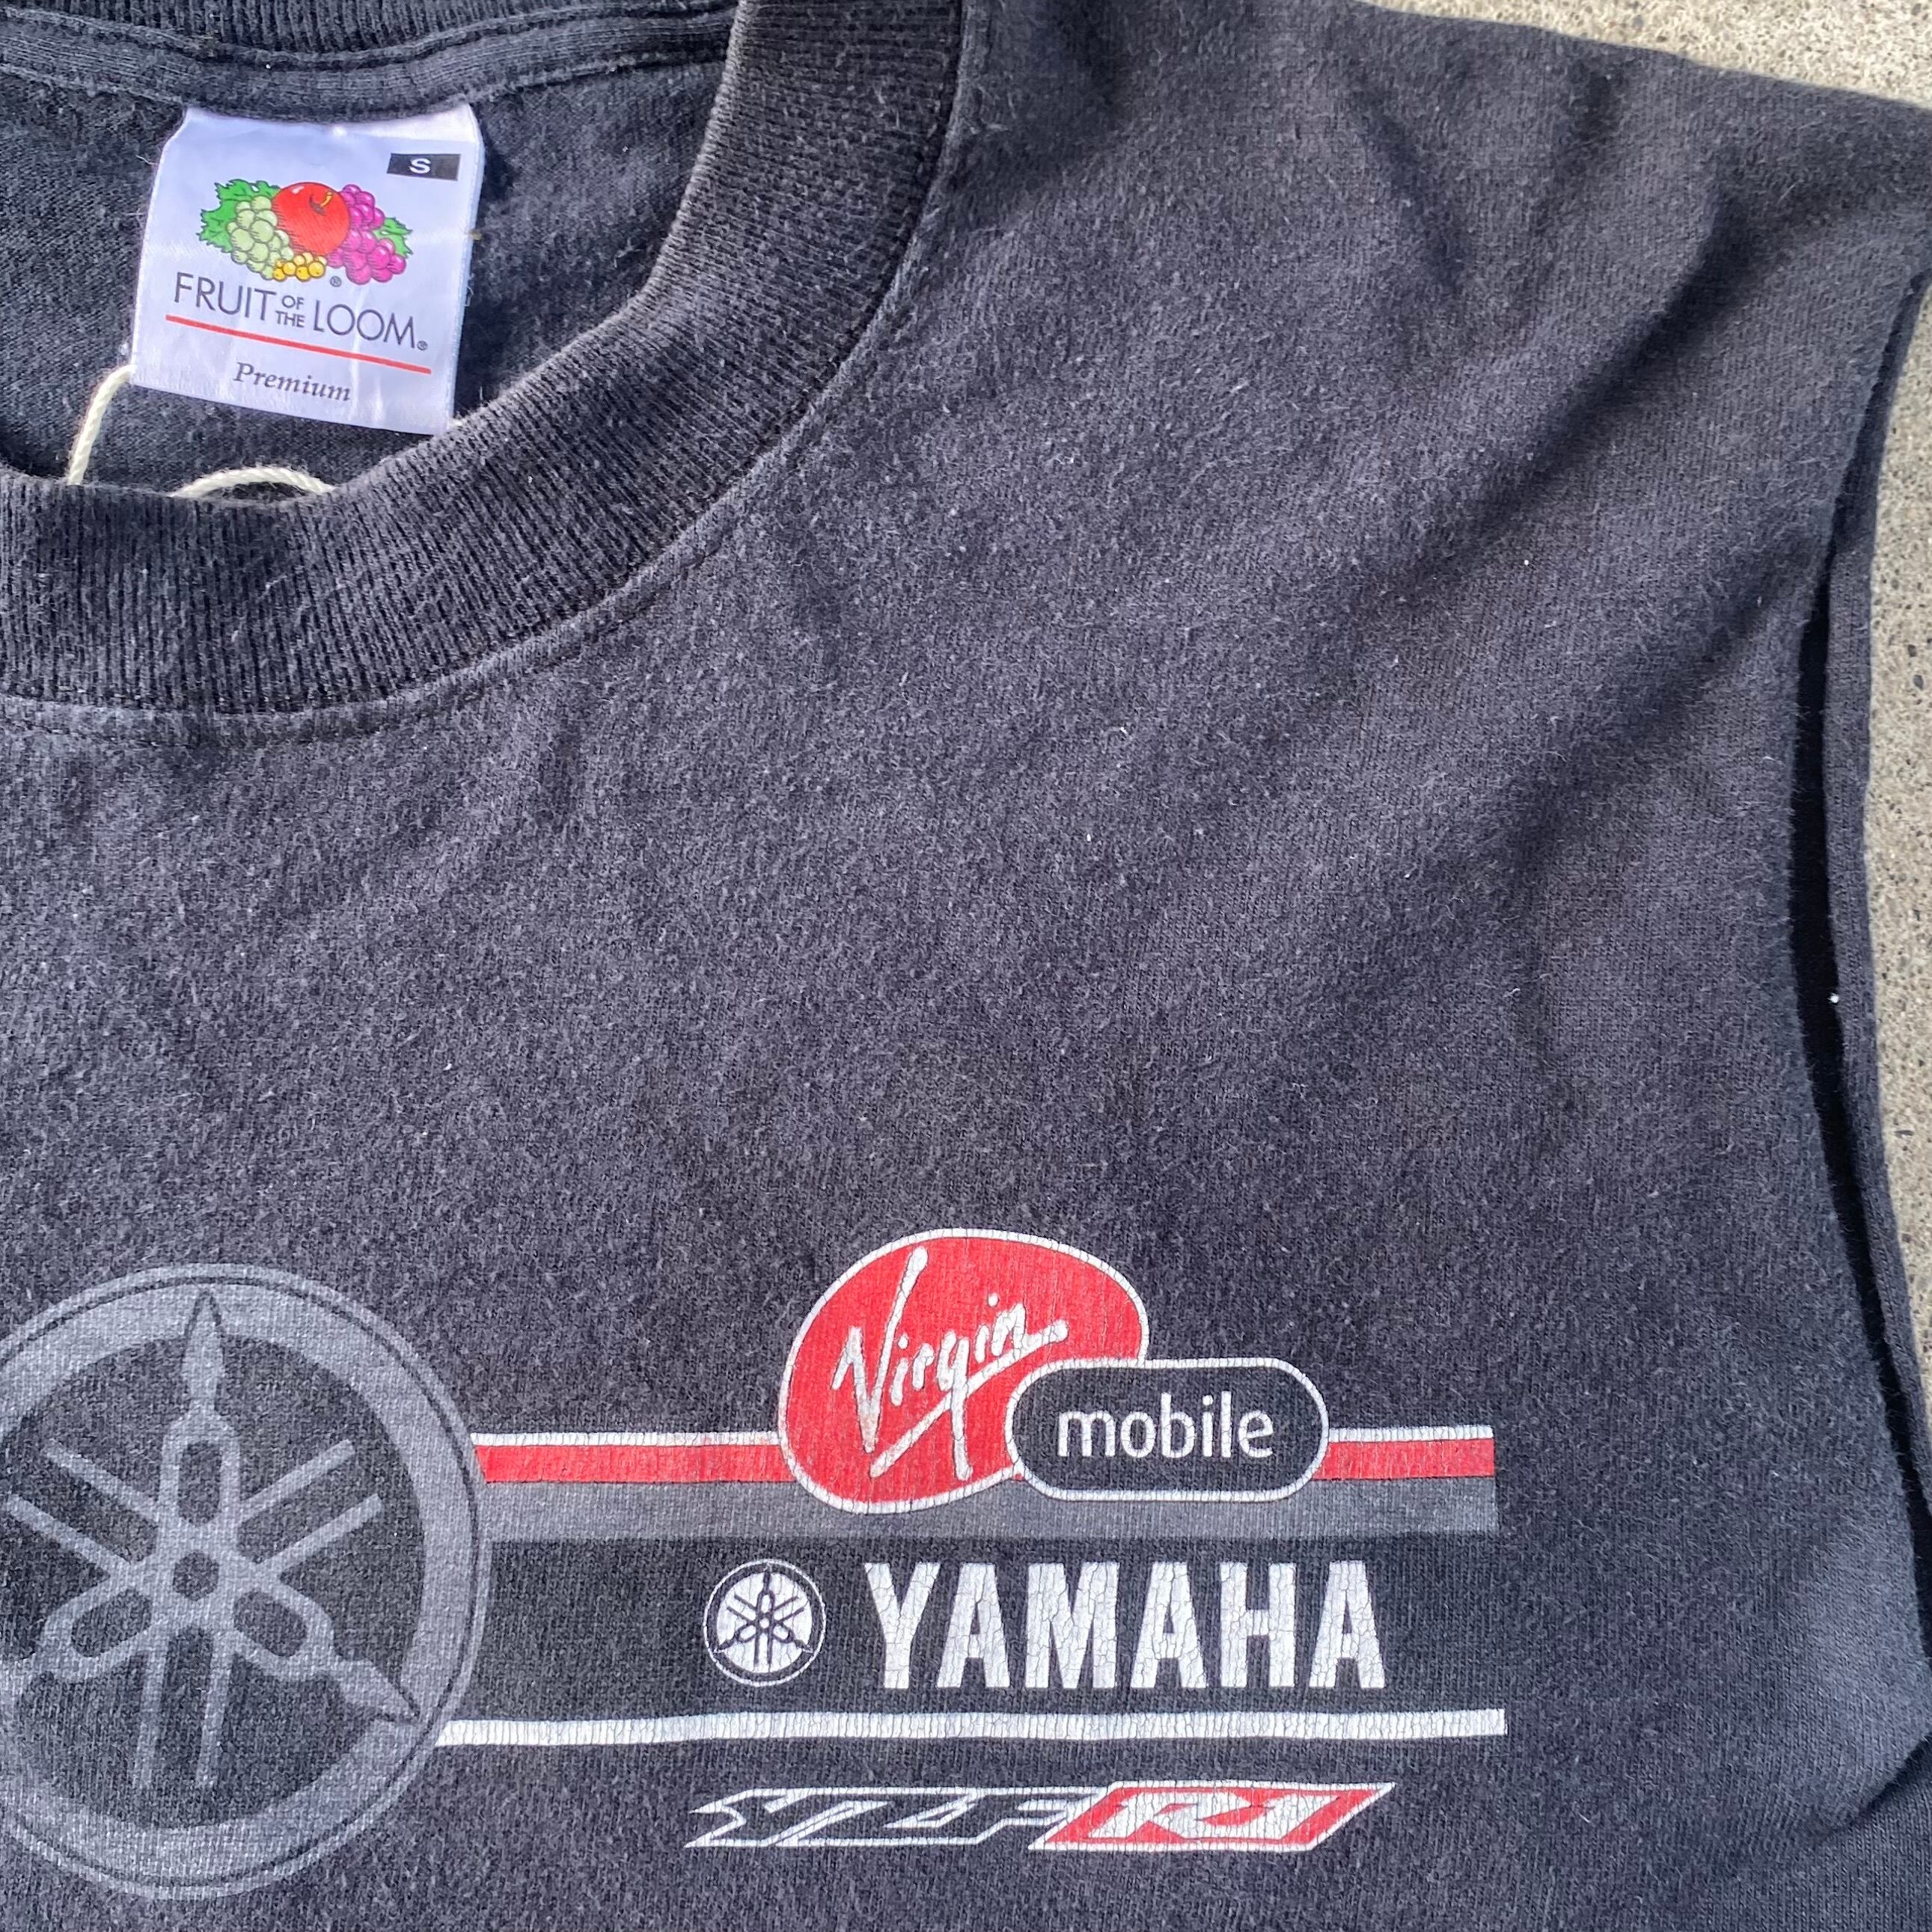 S
FRUIT OF THE LOOM®
Premium
Virgin
mobile
YAMAHA
YZF R1